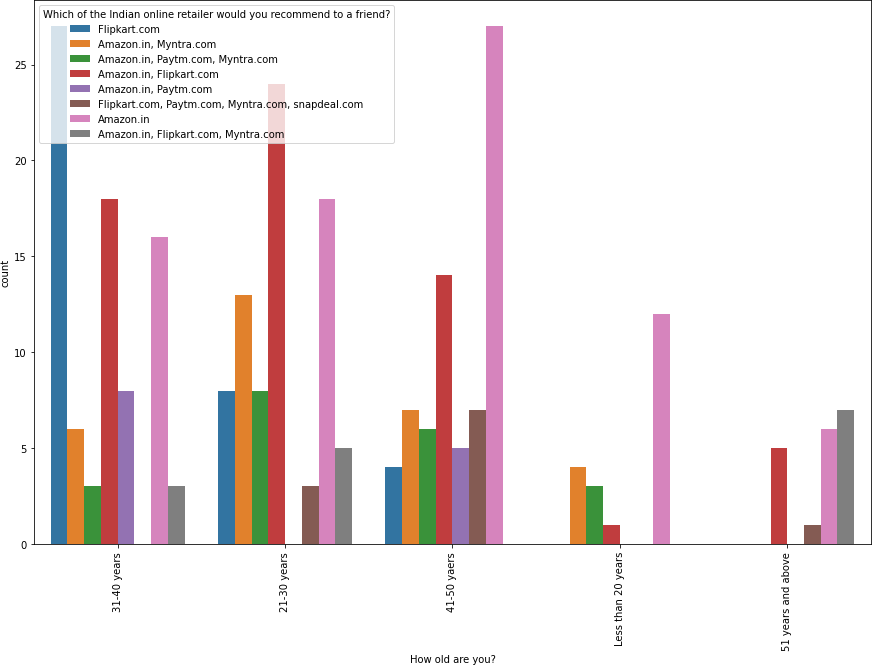 Which of the Indian online retailer would you recommend to a friend?
Flipkart.com
Amazon.in, Myntra.com
Amazon.in, Paytm.com, Myntra.com
Amazon.in, Flipkart.com
Amazon.in, Paytm.com
Flipkart.com, Paytm.com, Myntra.com, snapdeal.com
Amazon.in
Amazon.in, Flipkart.com, Myntra.com
25
20
15
10
5
0
count
31-40 years
21-30 years
41-50 yaers
Less than 20 years
51 years and above
How old are you?